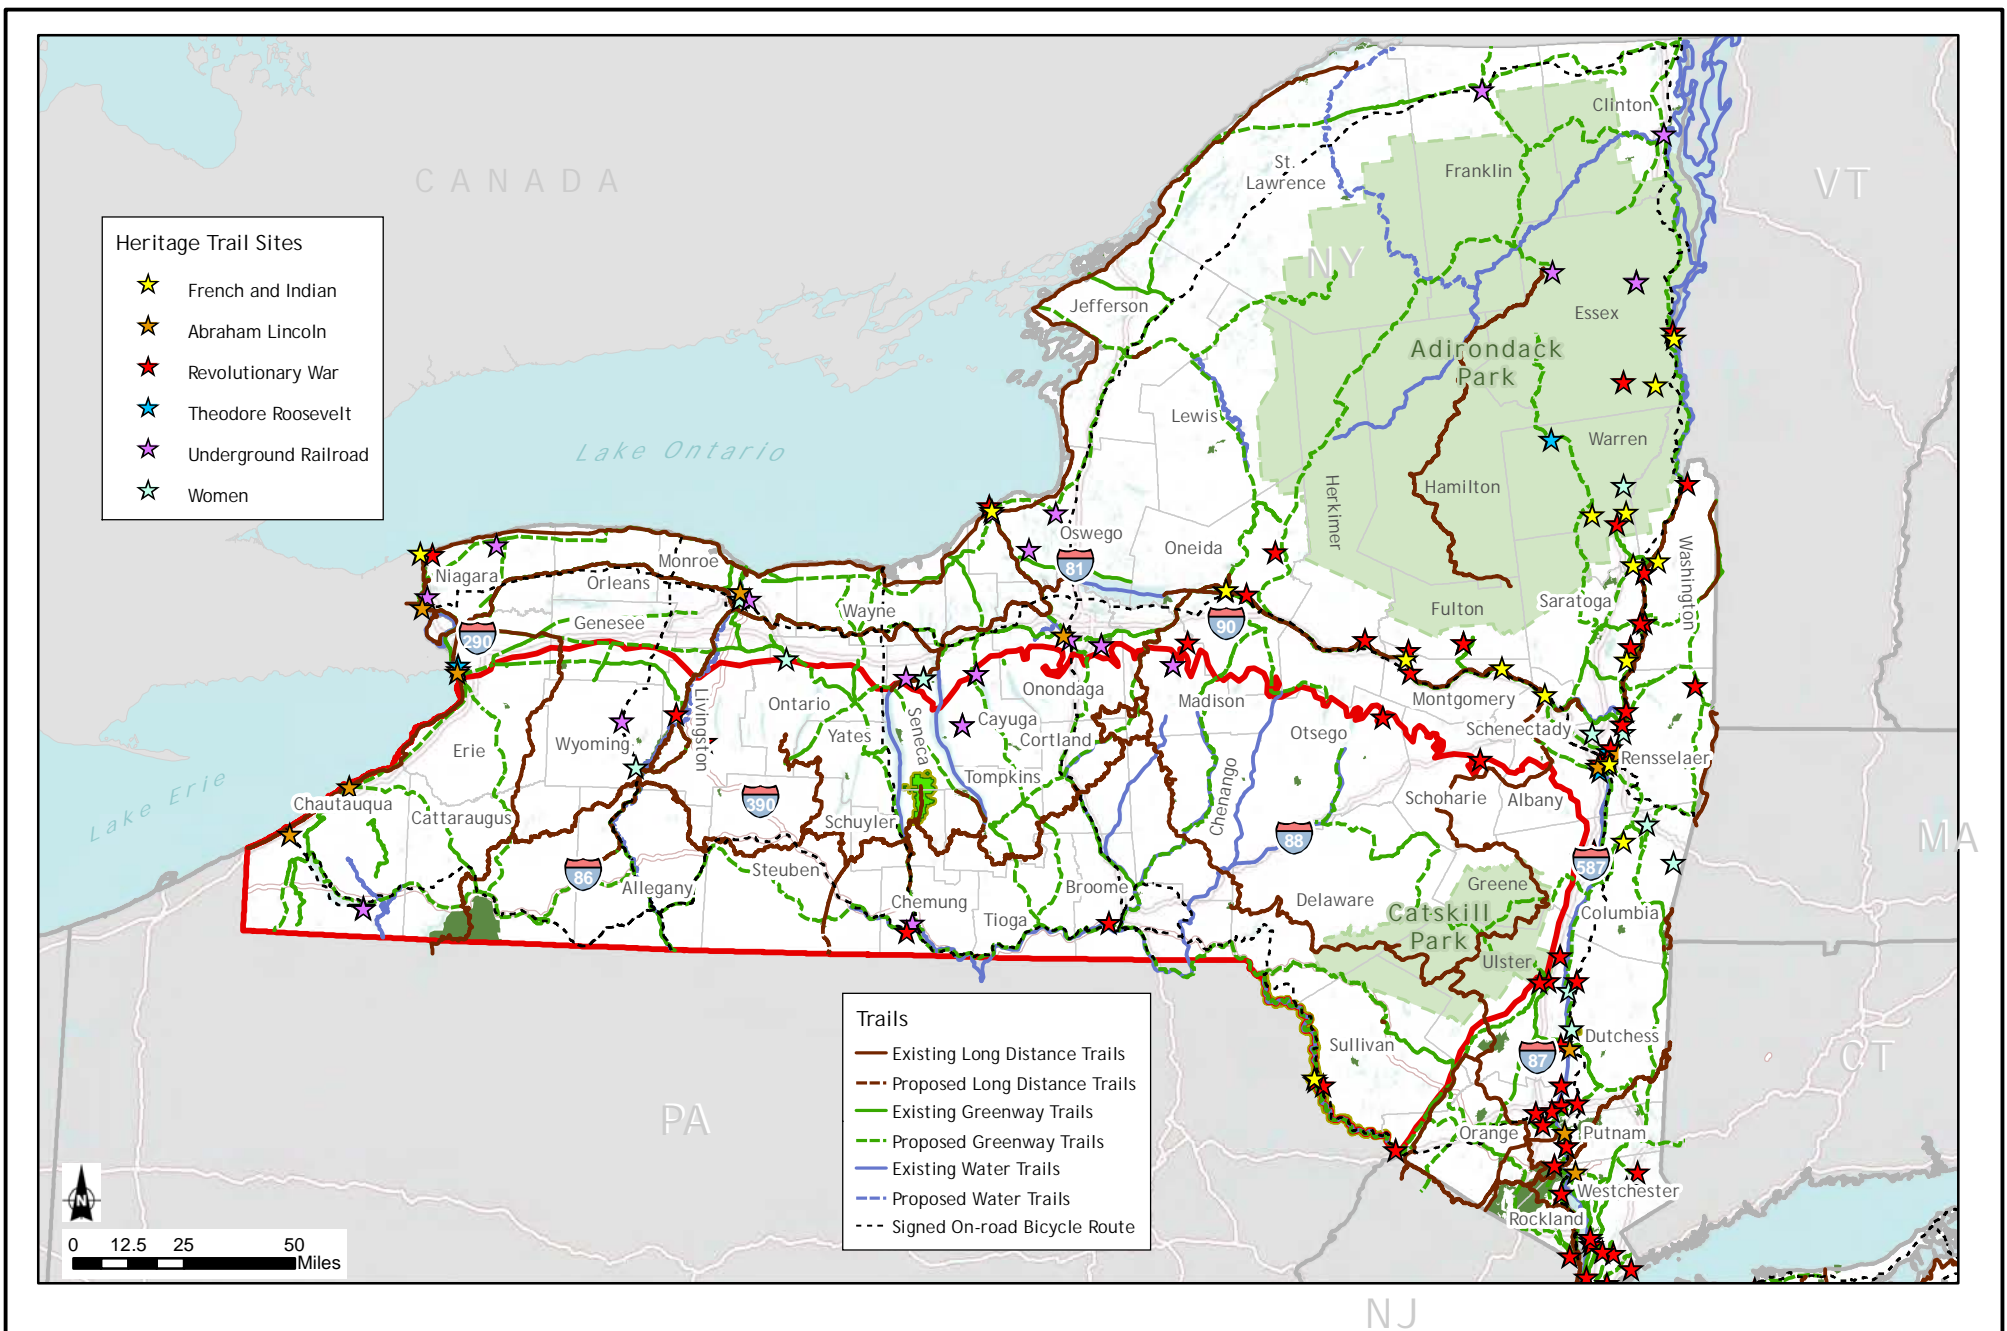 CANADA
VT
NY
MA
CT
PA
NJ
Lake Ontario
Lake Erie
Heritage Trail Sites
French and Indian
Abraham Lincoln
Revolutionary War
Theodore Roosevelt
Underground Railroad
Women
Clinton
Franklin
St.
Lawrence
Essex
Jefferson
Adirondack
Park
Lewis
Warren
Hamilton
Herkimer
Washington
Oswego
81
Oneida
Niagara
Orleans
Monroe
Wayne
Genesee
290
90
Fulton
Saratoga
Onondaga
Madison
Montgomery
Livingston
Ontario
Seneca
Cayuga
Yates
Cortland
Otsego
Schenectady
Rensselaer
Erie
Wyoming
Tompkins
Chenango
Chautauqua
Cattaraugus
390
Schuyler
Schoharie
Albany
88
587
86
Allegany
Steuben
Chemung
Tioga
Broome
Delaware
Greene
Catskill
Park
Columbia
Ulster
Sullivan
87
Dutchess
Orange
Putnam
Westchester
Rockland
Trails
Existing Long Distance Trails
Proposed Long Distance Trails
Existing Greenway Trails
Proposed Greenway Trails
Existing Water Trails
Proposed Water Trails
Signed On-road Bicycle Route
N
0 12.5 25 50
Miles